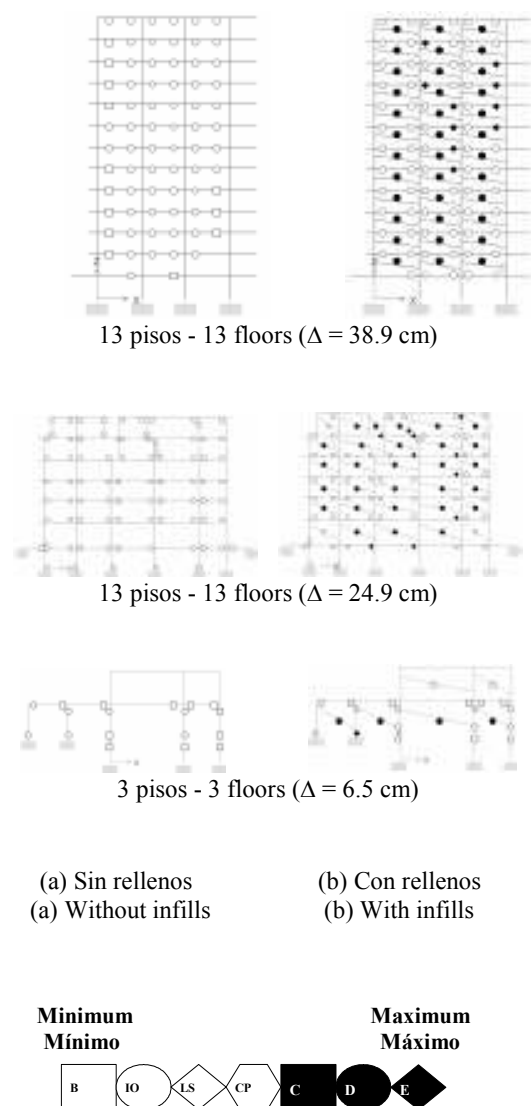 13 pisos - 13 floors (Δ = 38.9 cm)
13 pisos - 13 floors (Δ = 24.9 cm)
3 pisos - 3 floors (Δ = 6.5 cm)
(a) Sin rellenos
(a) Without infills
(b) Con rellenos
(b) With infills
Minimum
Mínimo
Maximum
Máximo
B IO LS CP C D E